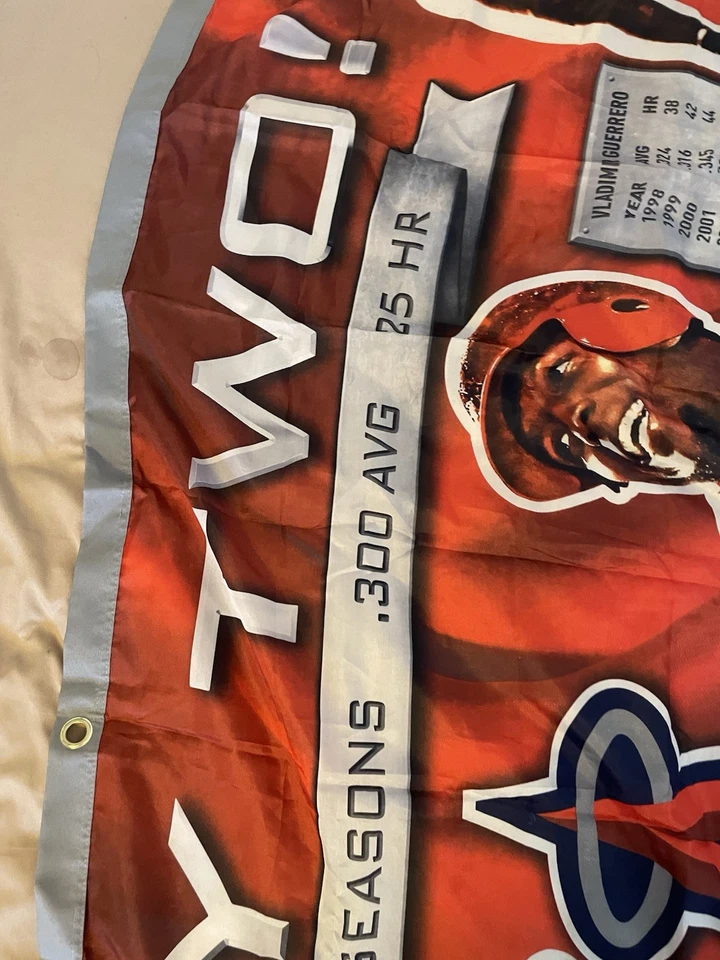 Y TWO!
SEASONS .300 AVG 25 HR
VLADIMIR GUERRERO
YEAR AVG HR
1998 .324 38
1999 .316 42
2000 .345 44
2001